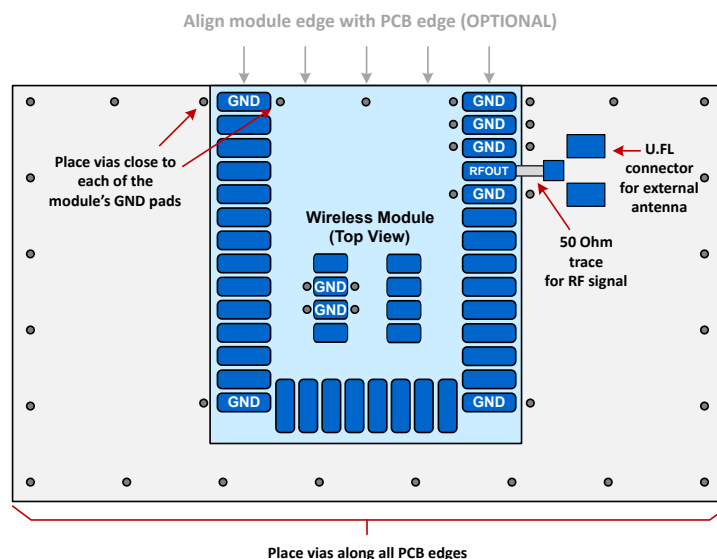 Align module edge with PCB edge (OPTIONAL)
GND
GND
GND
GND
RFOUT
GND
Place vias close to
each of the
module's GND pads
U.FL
connector
for external
antenna
Wireless Module
(Top View)
50 Ohm
trace
for RF signal
GND
GND
GND
GND
Place vias along all PCB edges